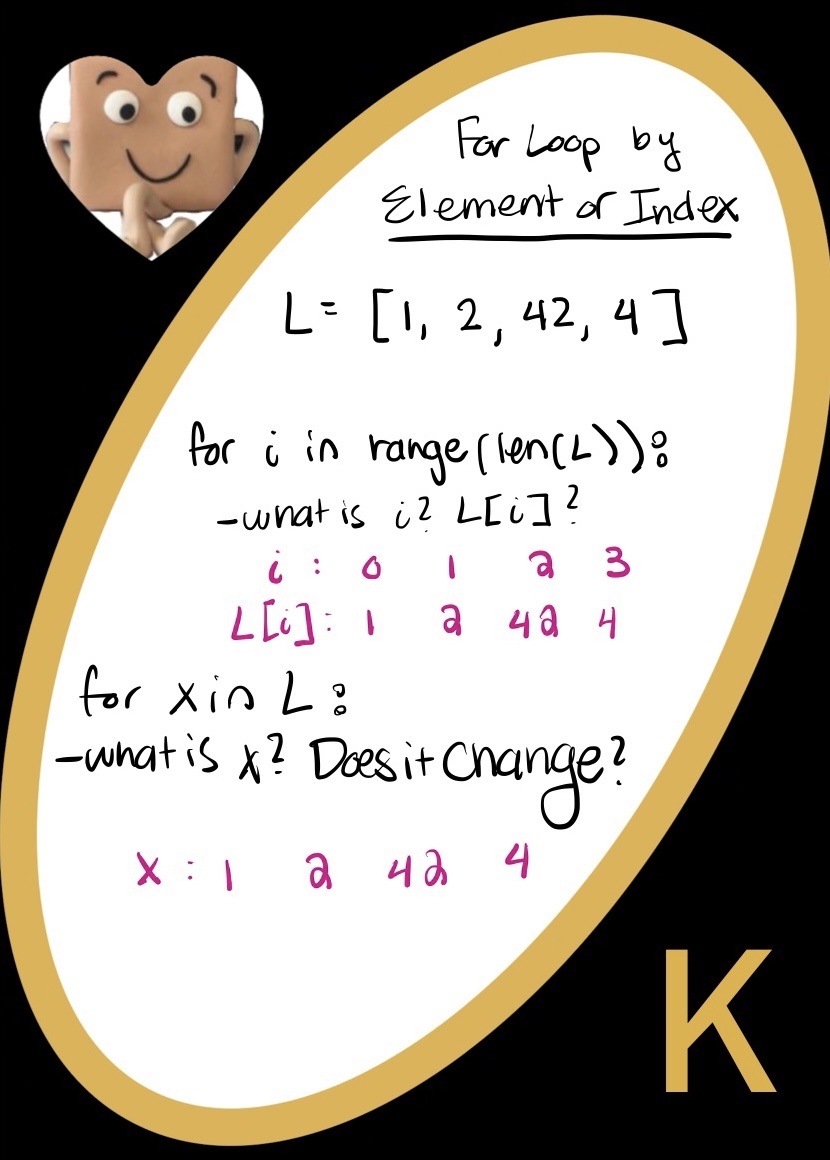 For Loop by
Element or Index
L= [1, 2, 42, 4]
for i in range(len(L)):
-what is i? L[i]?
i : 0 1 2 3
L[i]: 1 2 42 4
for x in L:
-what is x? Does it Change?
x : 1 2 42 4
K